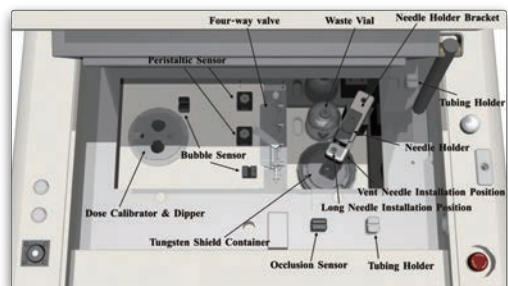 Four-way valve
Waste Vial
Needle Holder Bracket
Peristaltic Sensor
Tubing Holder
Needle Holder
Bubble Sensor
Vent Needle Installation Position
Long Needle Installation Position
Dose Calibrator & Dipper
Tungsten Shield Container
Occlusion Sensor
Tubing Holder